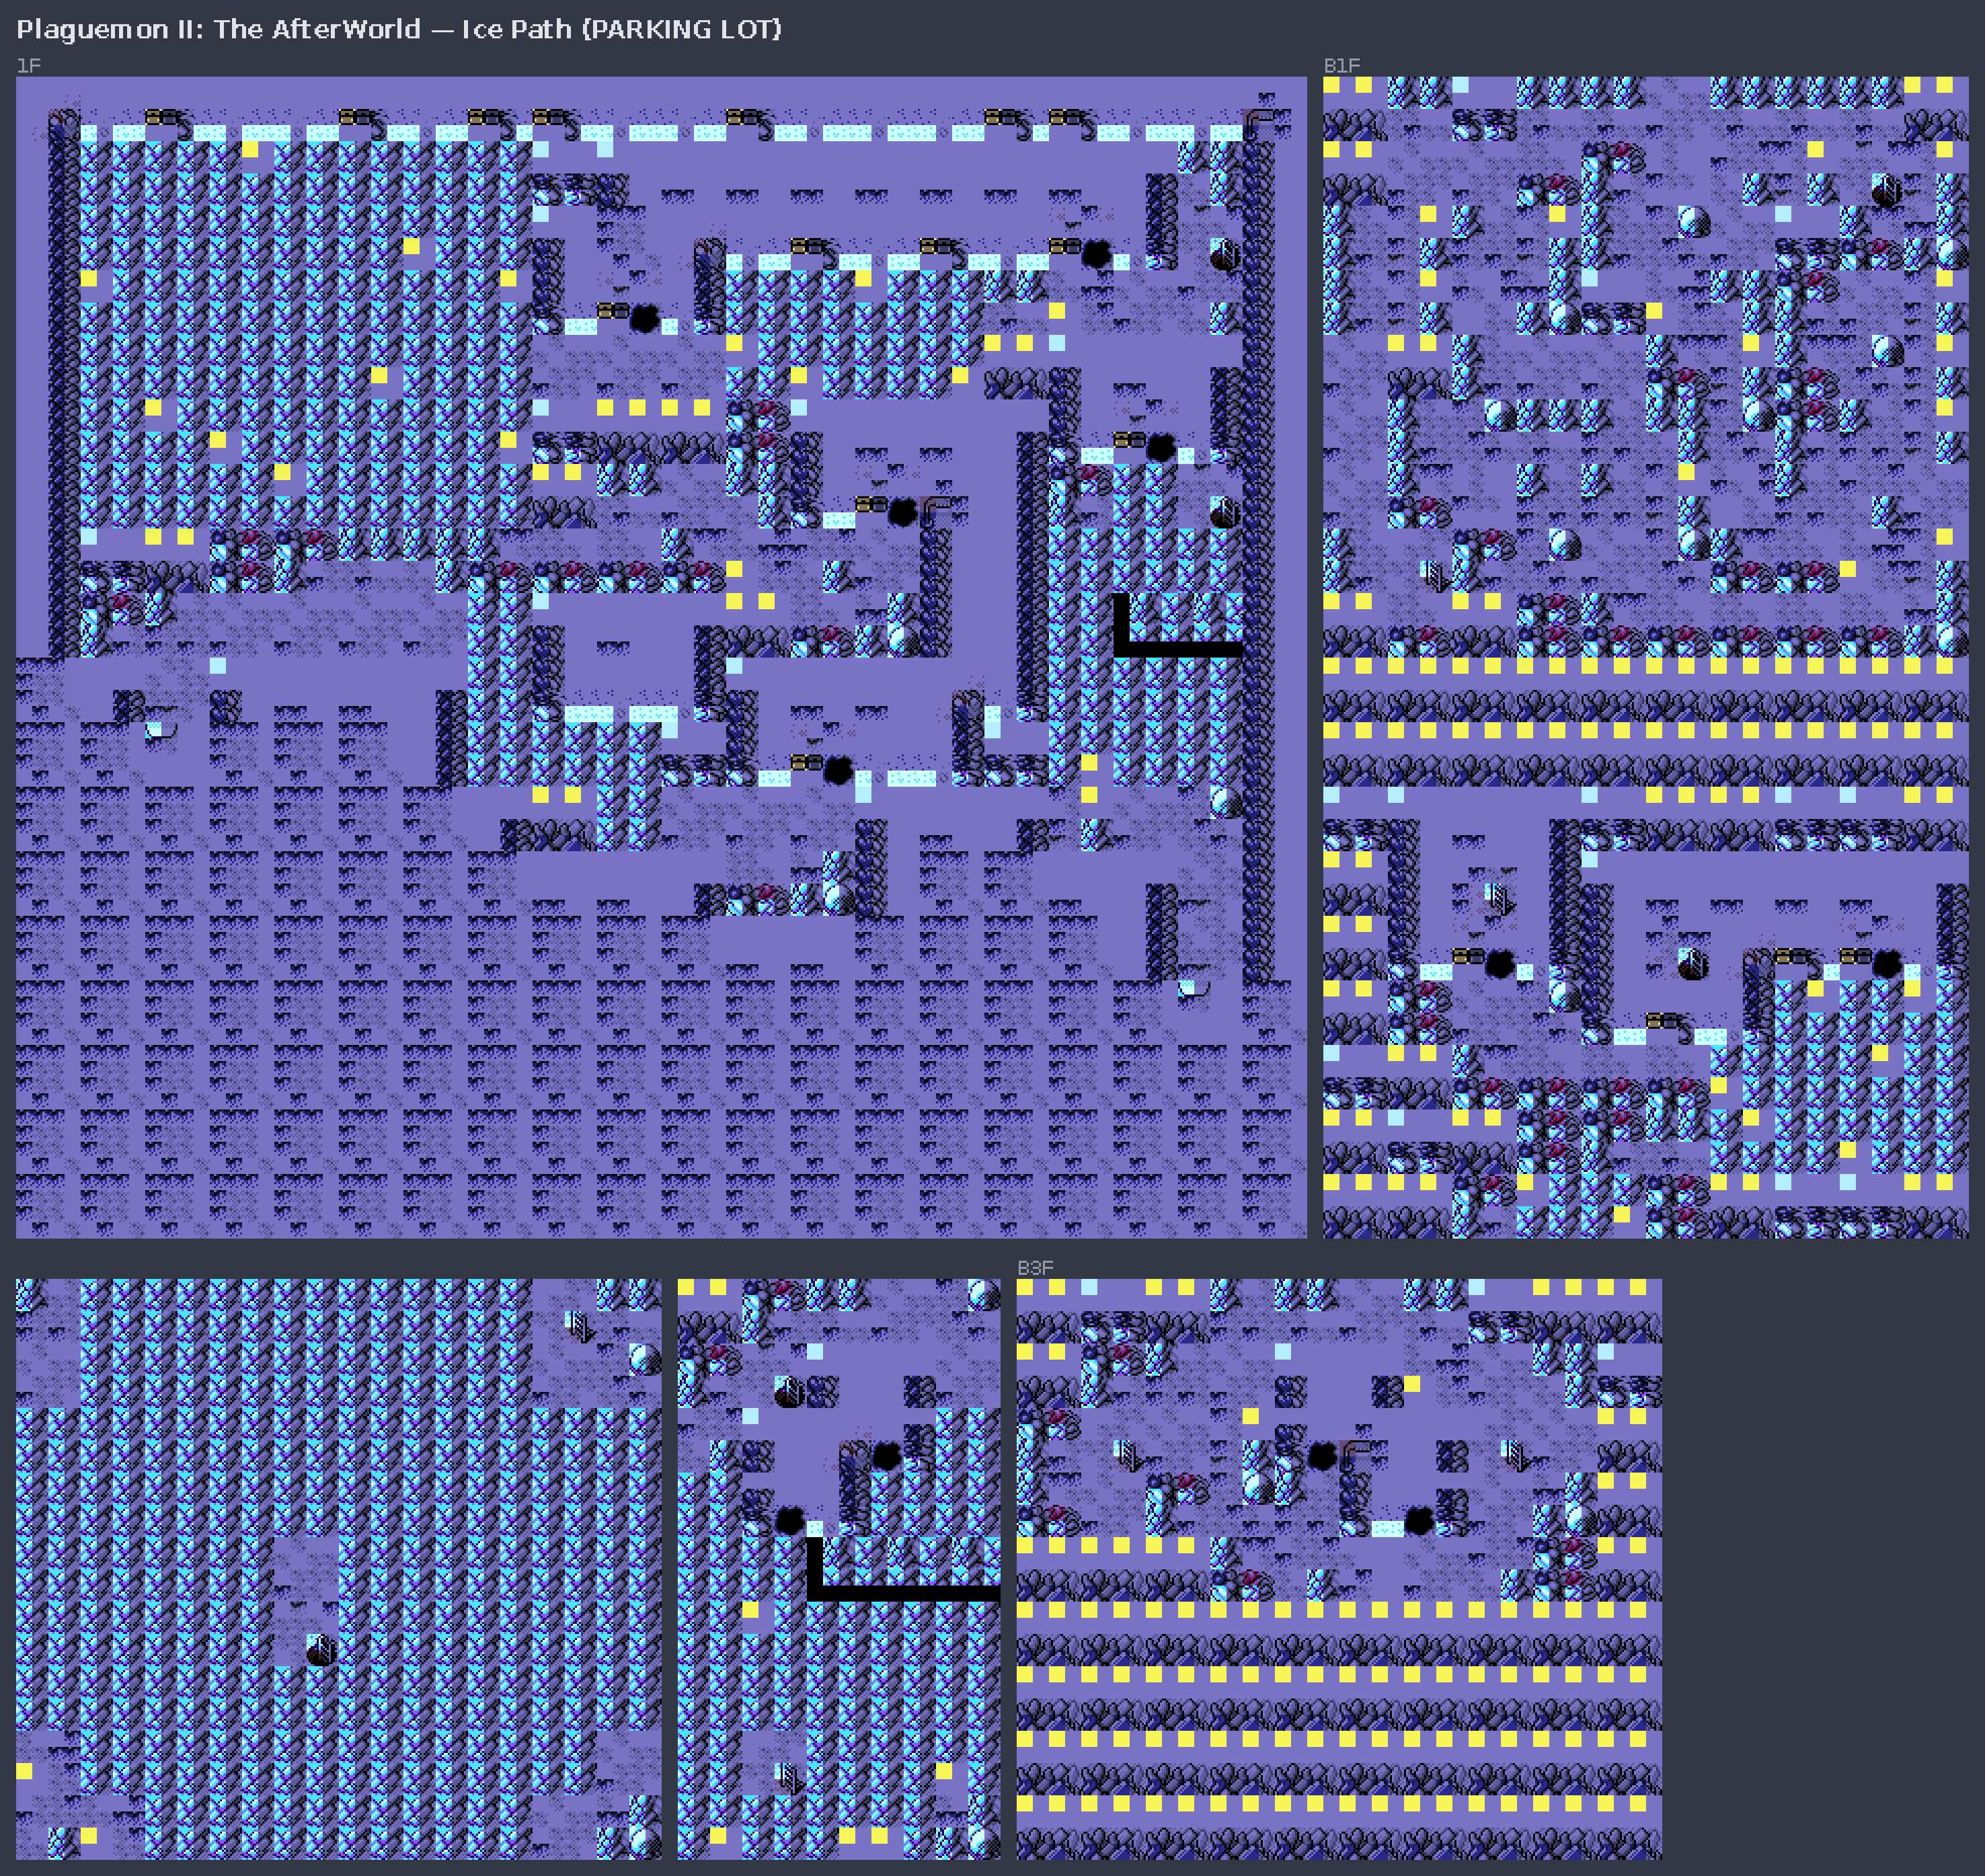 Plaguemon II: The AfterWorld — Ice Path (PARKING LOT)
1F
B1F
B3F